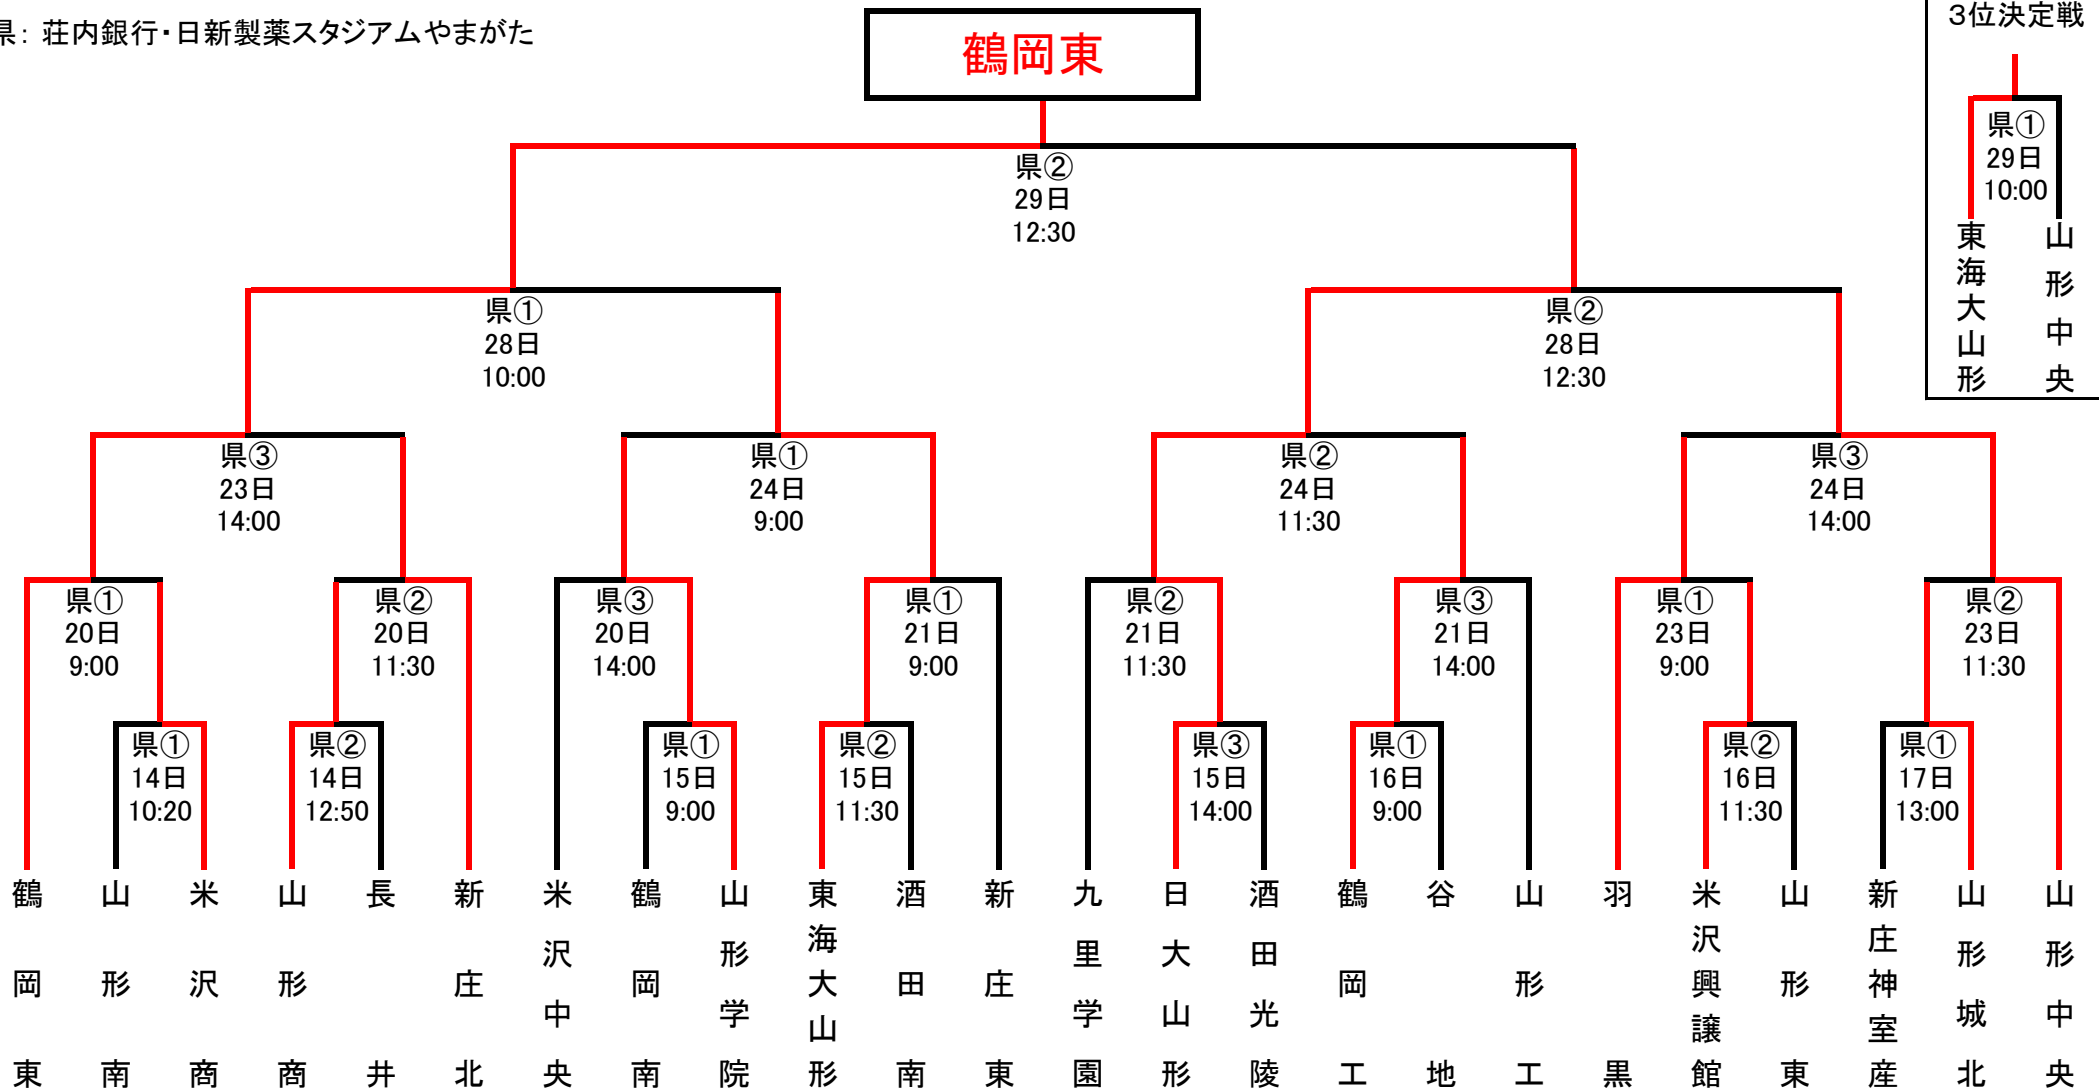 県: 荘内銀行・日新製薬スタジアムやまがた
鶴岡東
3位決定戦
県①
29日
10:00
東海大山形
山形中央
県②
29日
12:30
県①
28日
10:00
県②
28日
12:30
県③
23日
14:00
県①
24日
9:00
県②
24日
11:30
県③
24日
14:00
県①
20日
9:00
県②
20日
11:30
県③
20日
14:00
県①
21日
9:00
県②
21日
11:30
県③
21日
14:00
県①
23日
9:00
県②
23日
11:30
県①
14日
10:20
県②
14日
12:50
県①
15日
9:00
県②
15日
11:30
県③
15日
14:00
県①
16日
9:00
県②
16日
11:30
県①
17日
13:00
鶴岡東
山形南
米沢商
山形商
長井
新庄北
米沢中央
鶴岡南
山形学院
東海大山形
酒田南
新庄東
九里学園
日大山形
酒田光陵
鶴岡工
谷地
山形工
羽黒
米沢興譲館
山形東
新庄神室産
山形城北
山形中央